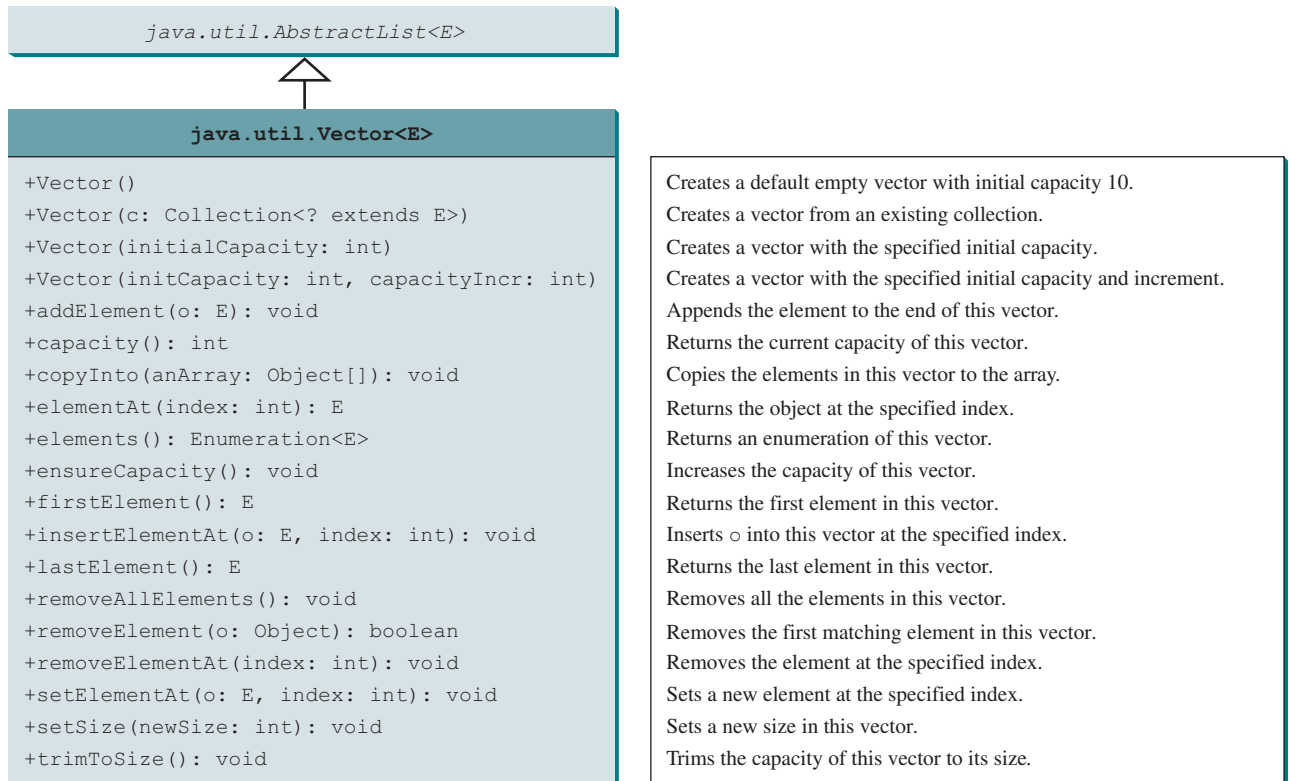 java.util.AbstractList<E>
java.util.Vector<E>
+Vector()
Creates a default empty vector with initial capacity 10.
+Vector(c: Collection<? extends E>)
Creates a vector from an existing collection.
+Vector(initialCapacity: int)
Creates a vector with the specified initial capacity.
+Vector(initCapacity: int, capacityIncr: int)
Creates a vector with the specified initial capacity and increment.
+addElement(o: E): void
Appends the element to the end of this vector.
+capacity(): int
Returns the current capacity of this vector.
+copyInto(anArray: Object[]): void
Copies the elements in this vector to the array.
+elementAt(index: int): E
Returns the object at the specified index.
+elements(): Enumeration<E>
Returns an enumeration of this vector.
+ensureCapacity(): void
Increases the capacity of this vector.
+firstElement(): E
Returns the first element in this vector.
+insertElementAt(o: E, index: int): void
Inserts o into this vector at the specified index.
+lastElement(): E
Returns the last element in this vector.
+removeAllElements(): void
Removes all the elements in this vector.
+removeElement(o: Object): boolean
Removes the first matching element in this vector.
+removeElementAt(index: int): void
Removes the element at the specified index.
+setElementAt(o: E, index: int): void
Sets a new element at the specified index.
+setSize(newSize: int): void
Sets a new size in this vector.
+trimToSize(): void
Trims the capacity of this vector to its size.